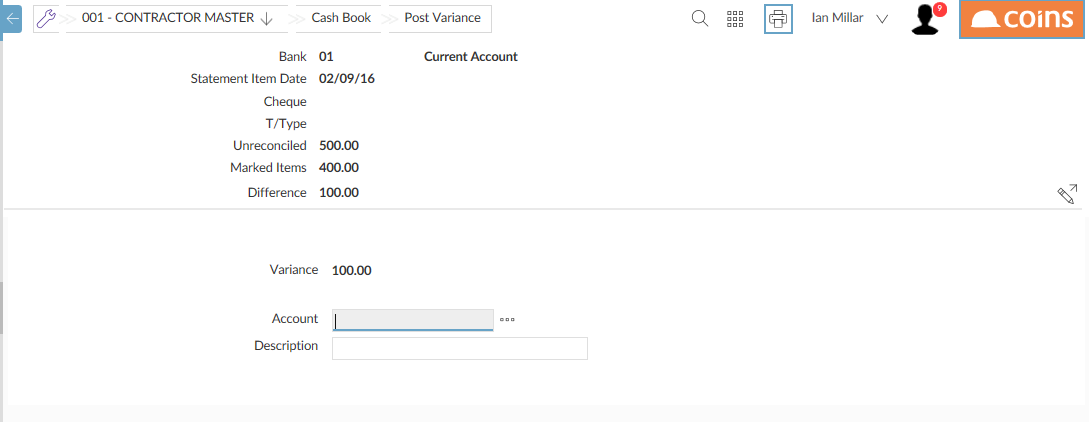 001 - CONTRACTOR MASTER Cash Book Post Variance Ian Millar 9 coins
Bank 01 Current Account
Statement Item Date 02/09/16
Cheque
T/Type
Unreconciled 500.00
Marked Items 400.00
Difference 100.00
Variance 100.00
Account
Description